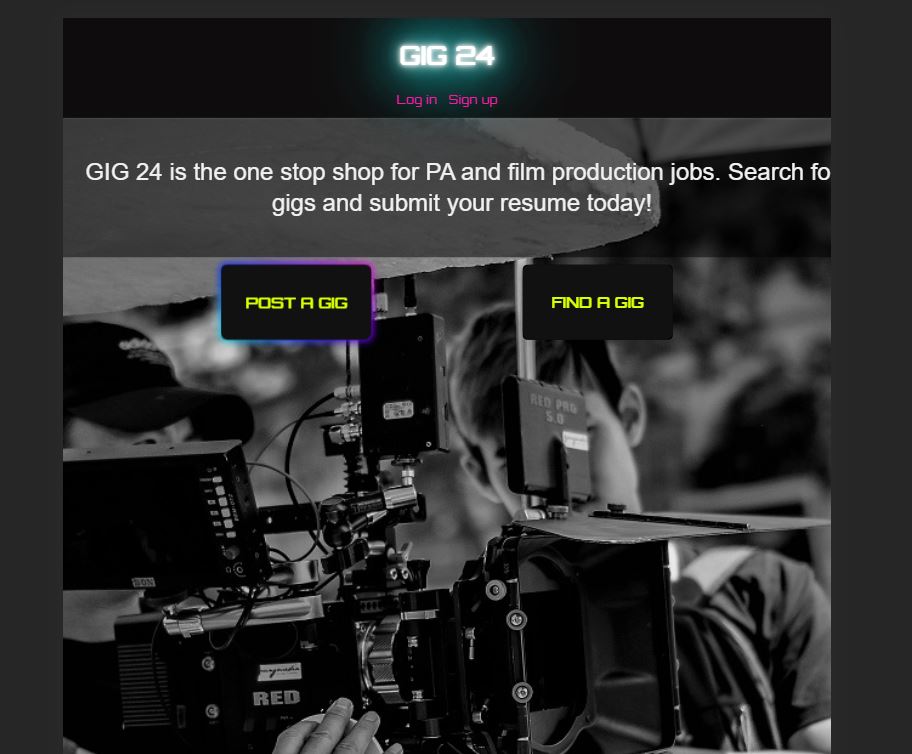 GIG 24
Log in Sign up
GIG 24 is the one stop shop for PA and film production jobs. Search fo
gigs and submit your resume today!
POST A GIG
FIND A GIG
RED PRO
5.0
BON
RED